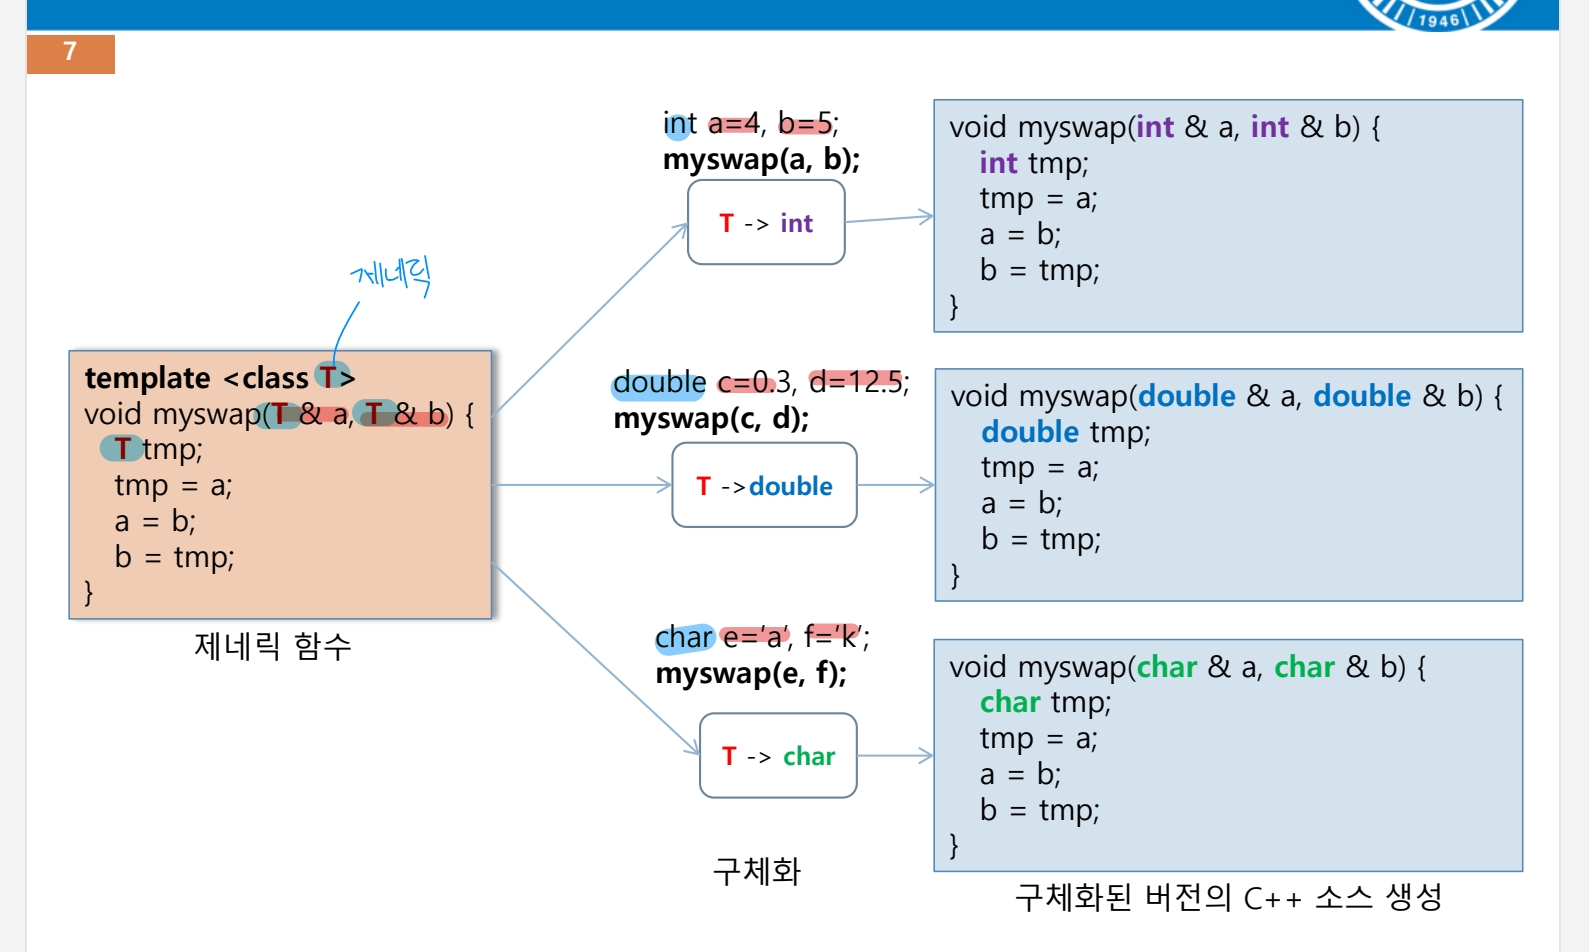 1946
7
int a=4, b=5;
myswap(a, b);
T -> int
void myswap(int & a, int & b) {
int tmp;
tmp = a;
a = b;
b = tmp;
}
제네릭
template <class T>
void myswap(T & a, T & b) {
T tmp;
tmp = a;
a = b;
b = tmp;
}
제네릭 함수
double c=0.3, d=12.5;
myswap(c, d);
T ->double
void myswap(double & a, double & b) {
double tmp;
tmp = a;
a = b;
b = tmp;
}
char e=‘a’, f=‘k’;
myswap(e, f);
T -> char
void myswap(char & a, char & b) {
char tmp;
tmp = a;
a = b;
b = tmp;
}
구체화
구체화된 버전의 C++ 소스 생성